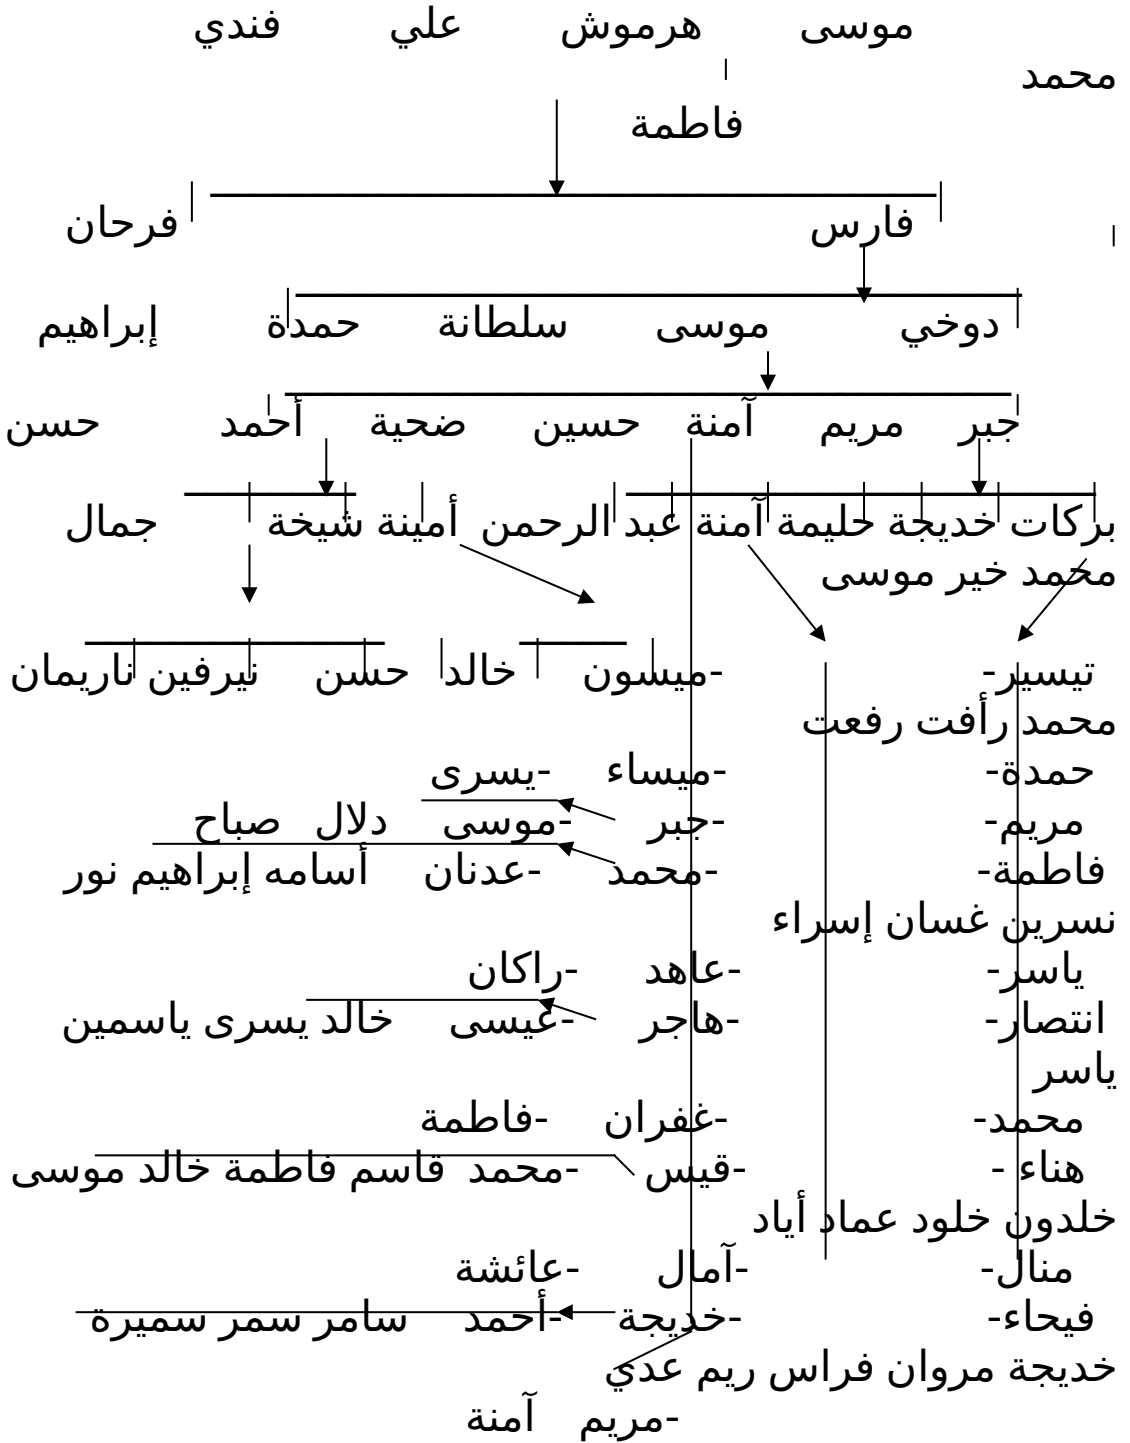 موسى هرموش علي فندي
محمد
فاطمة
فارس فرحان
دوخي موسى سلطانة حمدة إبراهيم
جبر مريم آمنة حسين ضحية أحمد حسن
بركات خديجة حليمة آمنة عبد الرحمن أمينة شيخة جمال
محمد خير موسى
تيسير- -ميسون خالد حسن نيرفين ناريمان
محمد رأفت رفعت
حمدة- -ميساء -يسرى
مريم- -جبر -موسى دلال صباح
فاطمة- -محمد -عدنان أسامه إبراهيم نور
نسرين غسان إسراء
ياسر- -عاهد -راكان
انتصار- -هاجر -عيسى خالد يسرى ياسمين
ياسر
محمد- -غفران -فاطمة
هناء - -قيس -محمد قاسم فاطمة خالد موسى
خلدون خلود عماد أياد
منال- -آمال -عائشة
فيحاء- -خديجة -أحمد سامر سمر سميرة
خديجة مروان فراس ريم عدي
-مريم آمنة